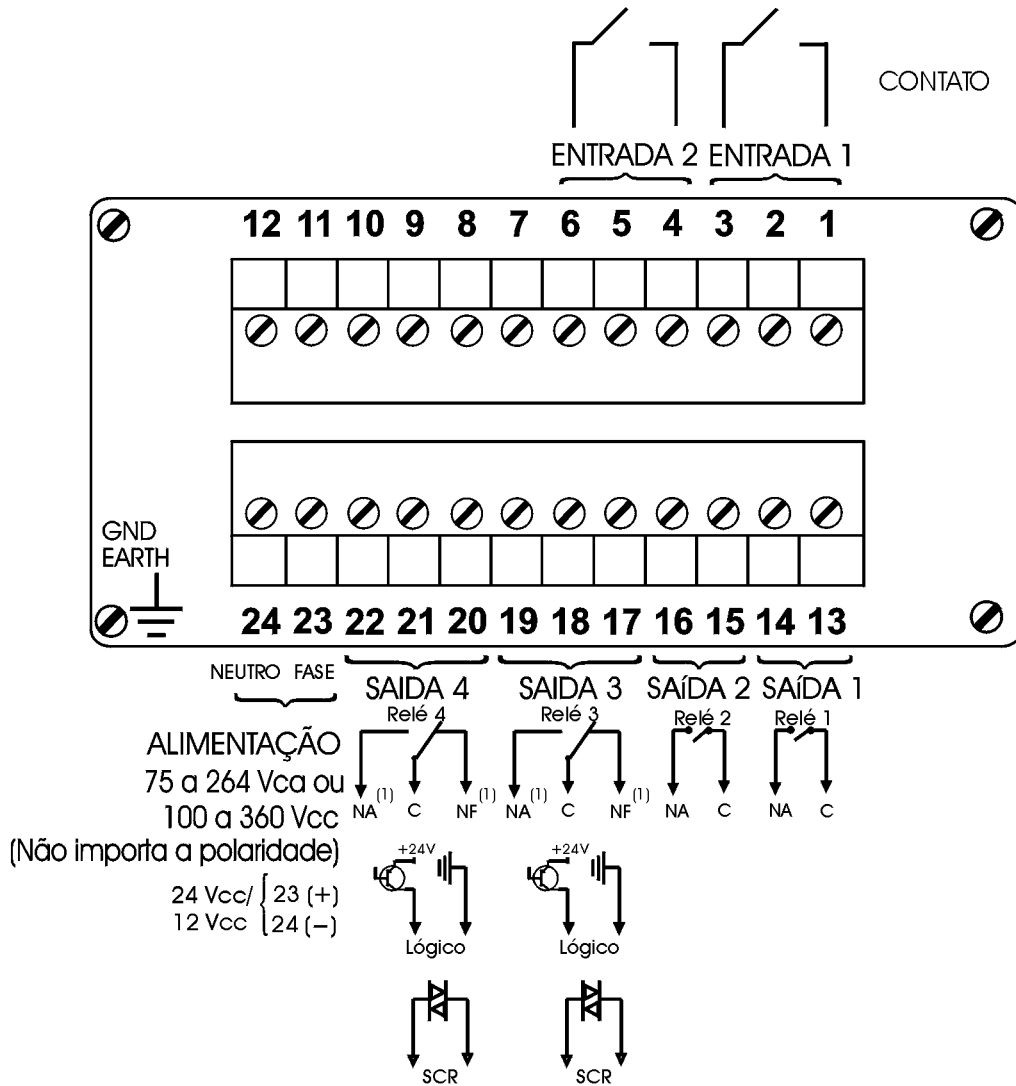 CONTATO
ENTRADA 2 ENTRADA 1
12 11 10 9 8 7 6 5 4 3 2 1
GND
EARTH
24 23 22 21 20 19 18 17 16 15 14 13
NEUTRO FASE
SAIDA 4 SAIDA 3 SAíDA 2 SAíDA 1
Relé 4 Relé 3 Relé 2 Relé 1
ALIMENTAÇÃO
75 a 264 Vca ou
100 a 360 Vcc
(Não importa a polaridade)
24 Vcc/ 23 (+)
12 Vcc 24 (−)
NA (1) C NF (1) NA (1) C NF (1) NA C NA C
+24V +24V
Lógico Lógico
SCR SCR